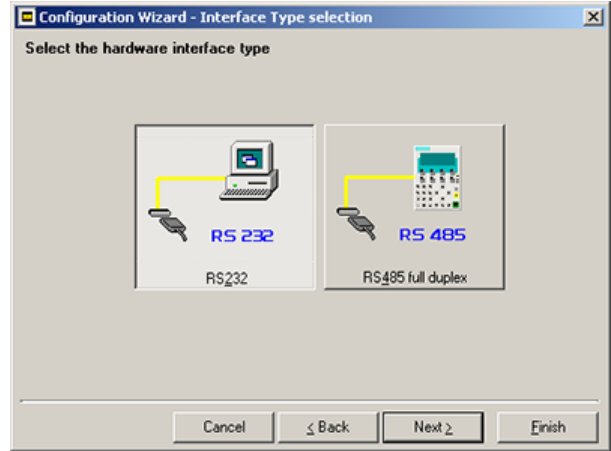 Configuration Wizard - Interface Type selection
Select the hardware interface type
RS 232
RS 485
RS232
RS485 full duplex
Cancel
< Back
Next >
Finish